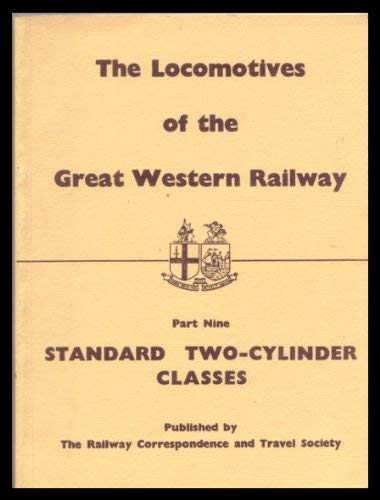 The Locomotives
of the
Great Western Railway
Part Nine
STANDARD TWO-CYLINDER
CLASSES
Published by
The Railway Correspondence and Travel Society